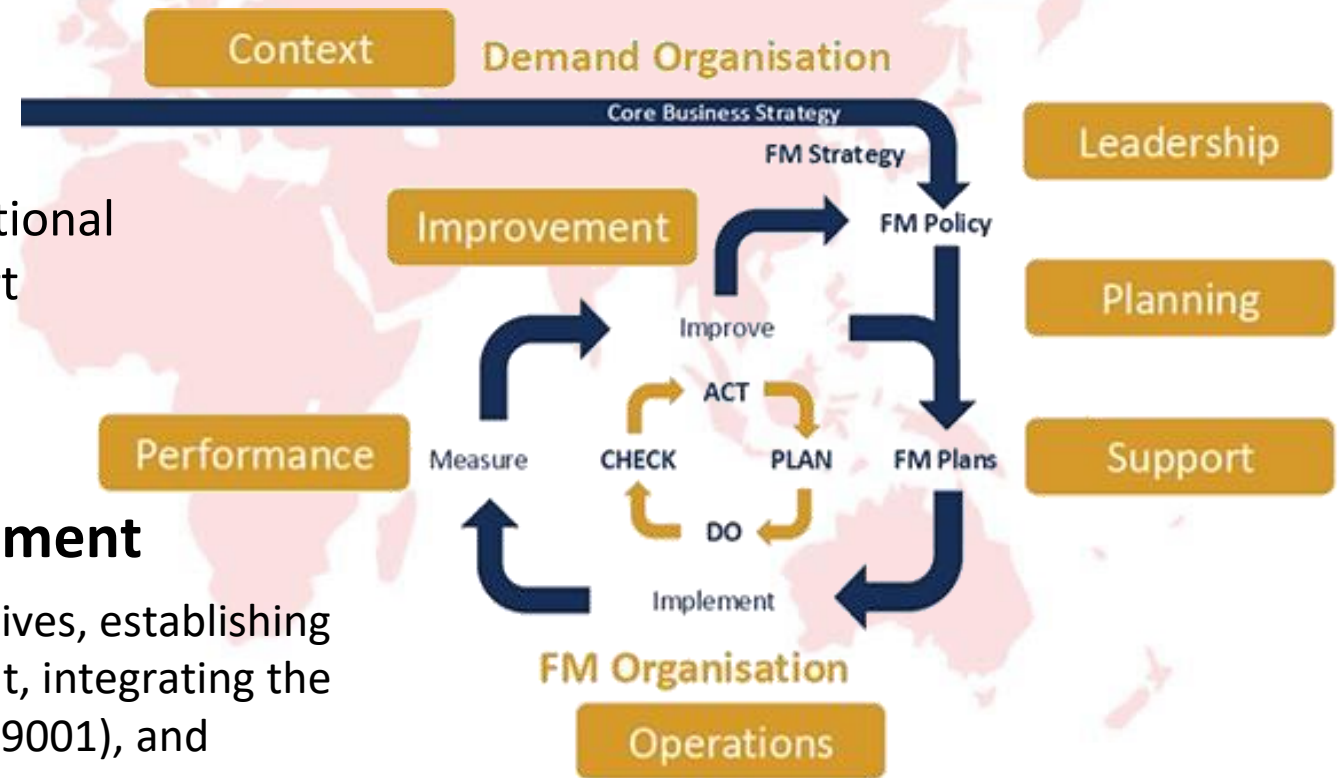 Context
Demand Organisation
Core Business Strategy
FM Strategy
Leadership
tional
t
Improvement
FM Policy
Planning
Improve
ACT
Performance
Measure
CHECK
PLAN
FM Plans
Support
DO
ment
ives, establishing
t, integrating the
9001), and
Implement
FM Organisation
Operations